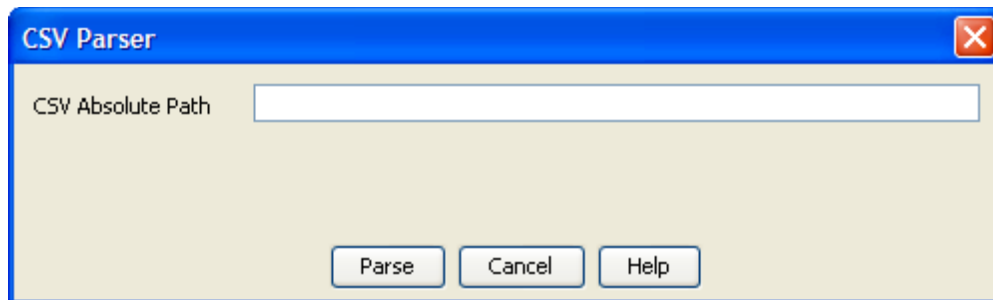 CSV Parser
CSV Absolute Path
Parse Cancel Help